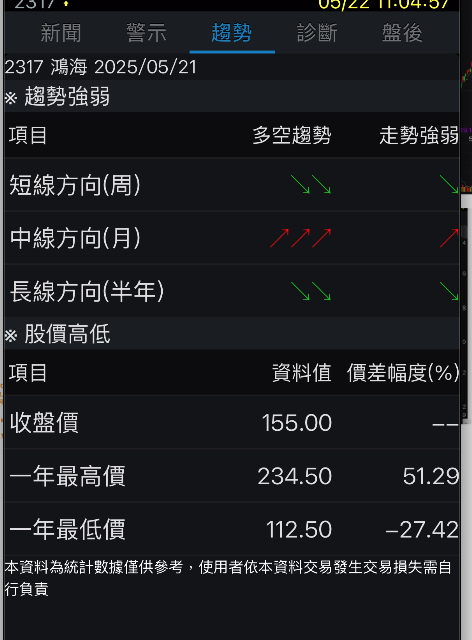 2317
05/22 11:04:57
新聞 警示 趨勢 診斷 盤後
2317 鴻海 2025/05/21
※ 趨勢強弱
項目 多空趨勢 走勢強弱
短線方向(周) ↘↘ ↘
中線方向(月) ↗↗↗ ↗
長線方向(半年) ↘↘ ↘
※ 股價高低
項目 資料值 價差幅度(%)
收盤價 155.00 --
一年最高價 234.50 51.29
一年最低價 112.50 -27.42
本資料為統計數據僅供參考，使用者依本資料交易發生交易損失需自
行負責